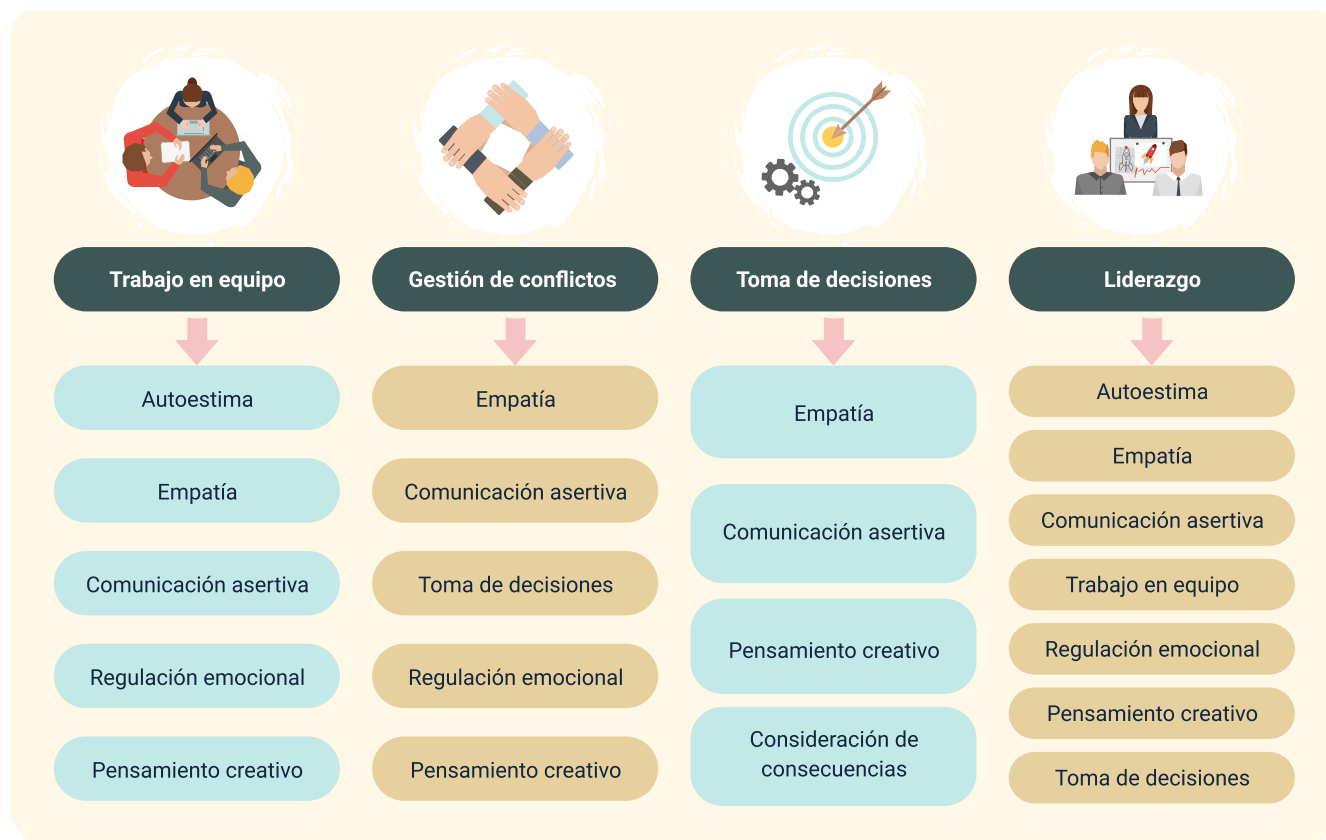 Trabajo en equipo
Autoestima
Empatía
Comunicación asertiva
Regulación emocional
Pensamiento creativo
Gestión de conflictos
Empatía
Comunicación asertiva
Toma de decisiones
Regulación emocional
Pensamiento creativo
Toma de decisiones
Empatía
Comunicación asertiva
Pensamiento creativo
Consideración de
consecuencias
Liderazgo
Autoestima
Empatía
Comunicación asertiva
Trabajo en equipo
Regulación emocional
Pensamiento creativo
Toma de decisiones